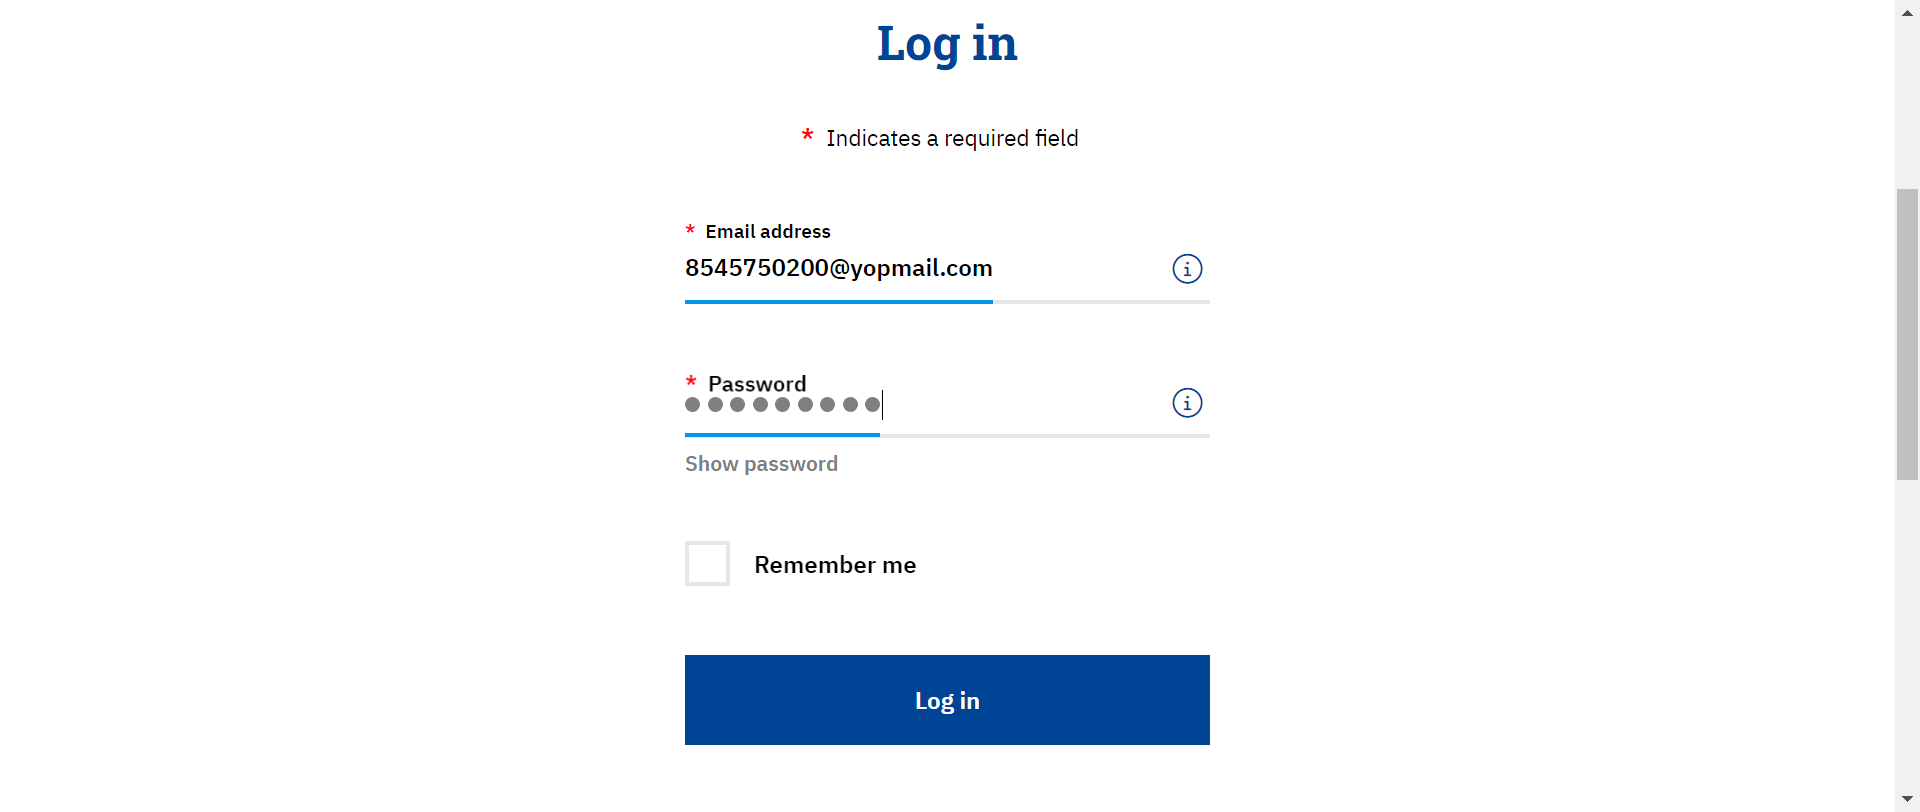 Log in
* Indicates a required field
* Email address
8545750200@yopmail.com
* Password
Show password
Remember me
Log in